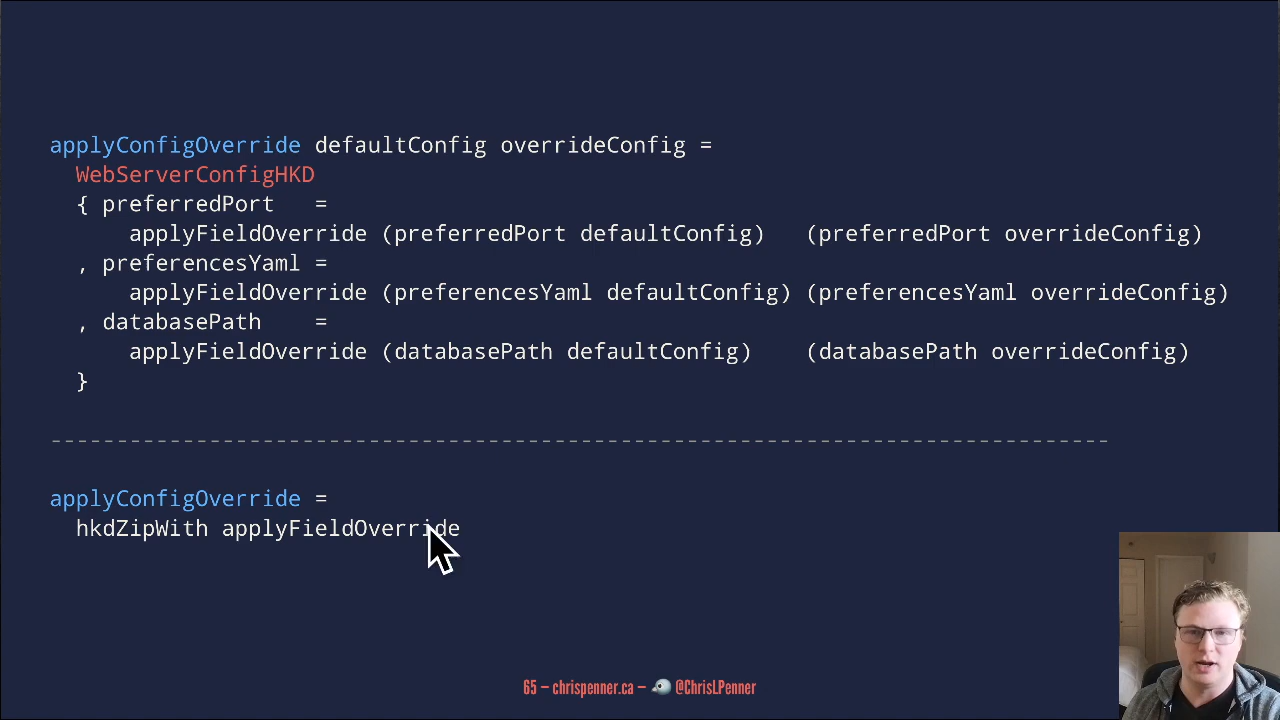 applyConfigOverride defaultConfig overrideConfig =
WebServerConfigHKD
{ preferredPort =
applyFieldOverride (preferredPort defaultConfig) (preferredPort overrideConfig)
, preferencesYaml =
applyFieldOverride (preferencesYaml defaultConfig) (preferencesYaml overrideConfig)
, databasePath =
applyFieldOverride (databasePath defaultConfig) (databasePath overrideConfig)
}
--------------------------------------------------------------------------------
applyConfigOverride =
hkdZipWith applyFieldOverride
65 – chrispenner.ca – @ChrisLPenner